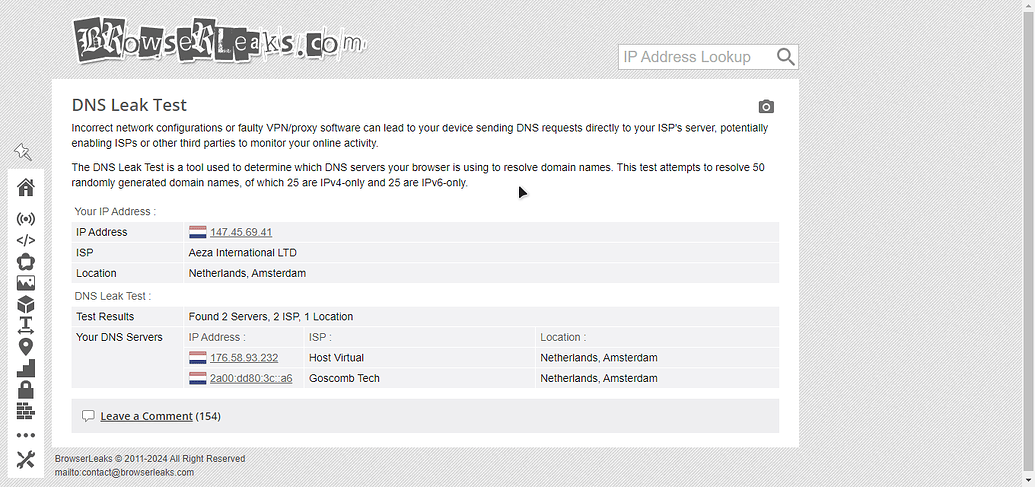 BrowserLeaks.com
IP Address Lookup
DNS Leak Test
Incorrect network configurations or faulty VPN/proxy software can lead to your device sending DNS requests directly to your ISP's server, potentially
enabling ISPs or other third parties to monitor your online activity.
The DNS Leak Test is a tool used to determine which DNS servers your browser is using to resolve domain names. This test attempts to resolve 50
randomly generated domain names, of which 25 are IPv4-only and 25 are IPv6-only.
Your IP Address :
IP Address 147.45.69.41
ISP Aeza International LTD
Location Netherlands, Amsterdam
DNS Leak Test :
Test Results Found 2 Servers, 2 ISP, 1 Location
Your DNS Servers IP Address : ISP : Location :
176.58.93.232 Host Virtual Netherlands, Amsterdam
2a00:dd80:3c::a6 Goscomb Tech Netherlands, Amsterdam
Leave a Comment (154)
BrowserLeaks © 2011-2024 All Right Reserved
mailto:contact@browserleaks.com